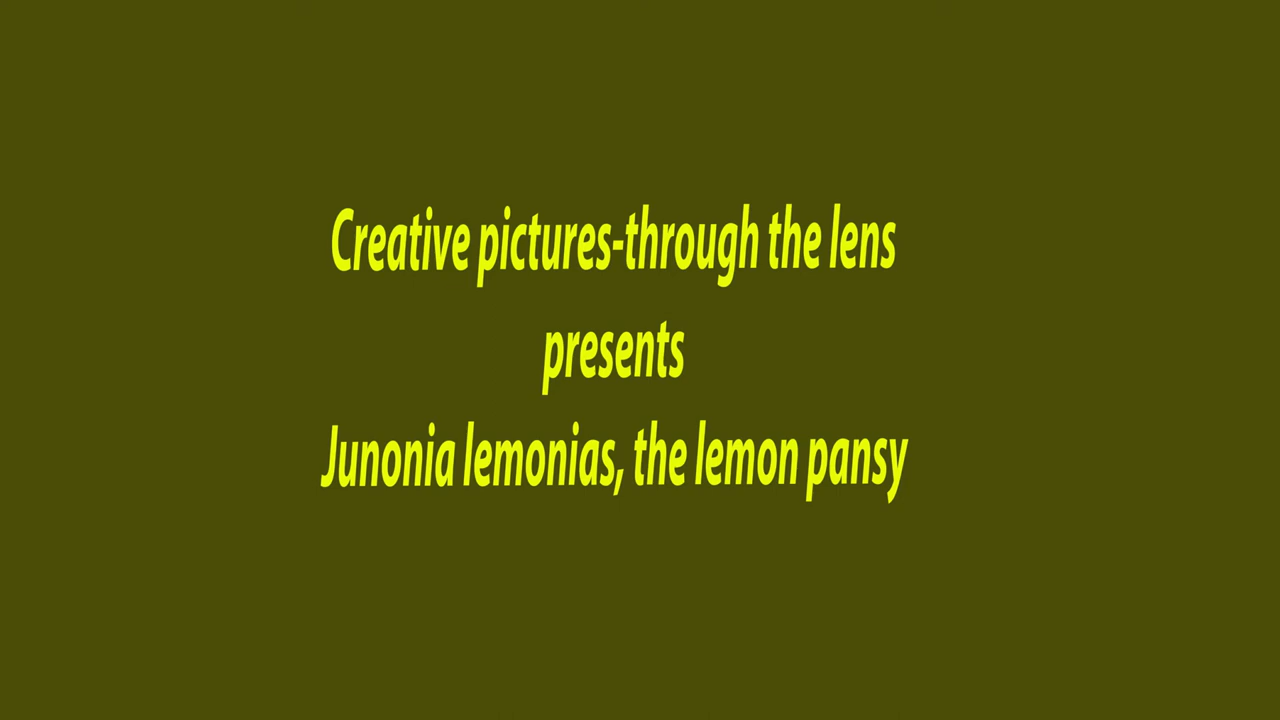 Creative pictures-through the lens
presents
Junonia lemonias, the lemon pansy